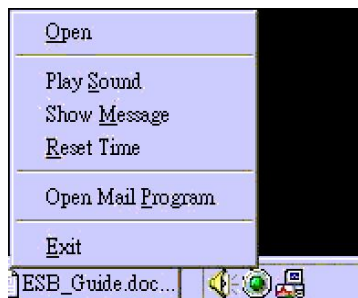 Open
Play Sound
Show Message
Reset Time
Open Mail Program
Exit
ESB_Guide.doc...